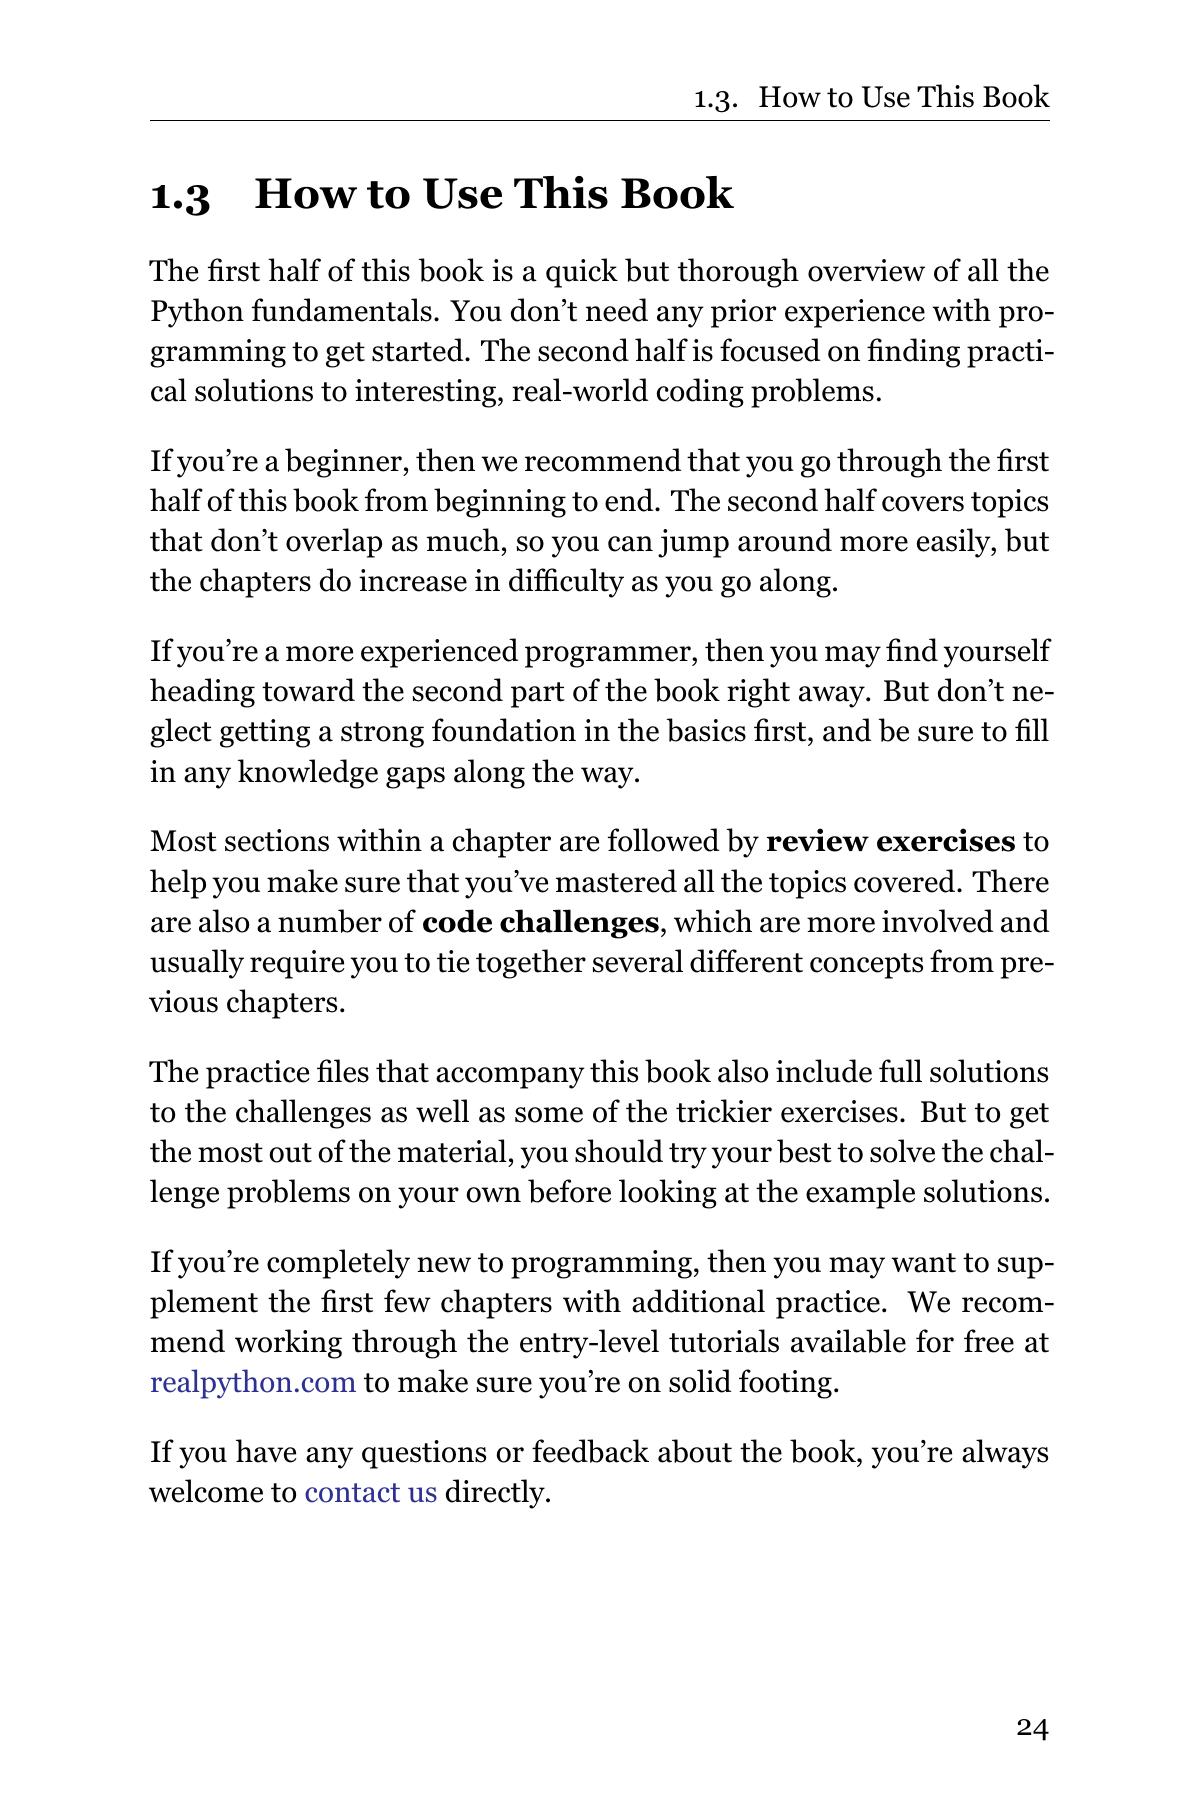 1.3. How to Use This Book
1.3 How to Use This Book
The first half of this book is a quick but thorough overview of all the
Python fundamentals. You don’t need any prior experience with pro-
gramming to get started. The second half is focused on finding practi-
cal solutions to interesting, real-world coding problems.
If you’re a beginner, then we recommend that you go through the first
half of this book from beginning to end. The second half covers topics
that don’t overlap as much, so you can jump around more easily, but
the chapters do increase in difficulty as you go along.
If you’re a more experienced programmer, then you may find yourself
heading toward the second part of the book right away. But don’t ne-
glect getting a strong foundation in the basics first, and be sure to fill
in any knowledge gaps along the way.
Most sections within a chapter are followed by review exercises to
help you make sure that you’ve mastered all the topics covered. There
are also a number of code challenges, which are more involved and
usually require you to tie together several different concepts from pre-
vious chapters.
The practice files that accompany this book also include full solutions
to the challenges as well as some of the trickier exercises. But to get
the most out of the material, you should try your best to solve the chal-
lenge problems on your own before looking at the example solutions.
If you’re completely new to programming, then you may want to sup-
plement the first few chapters with additional practice. We recom-
mend working through the entry-level tutorials available for free at
realpython.com to make sure you’re on solid footing.
If you have any questions or feedback about the book, you’re always
welcome to contact us directly.
24